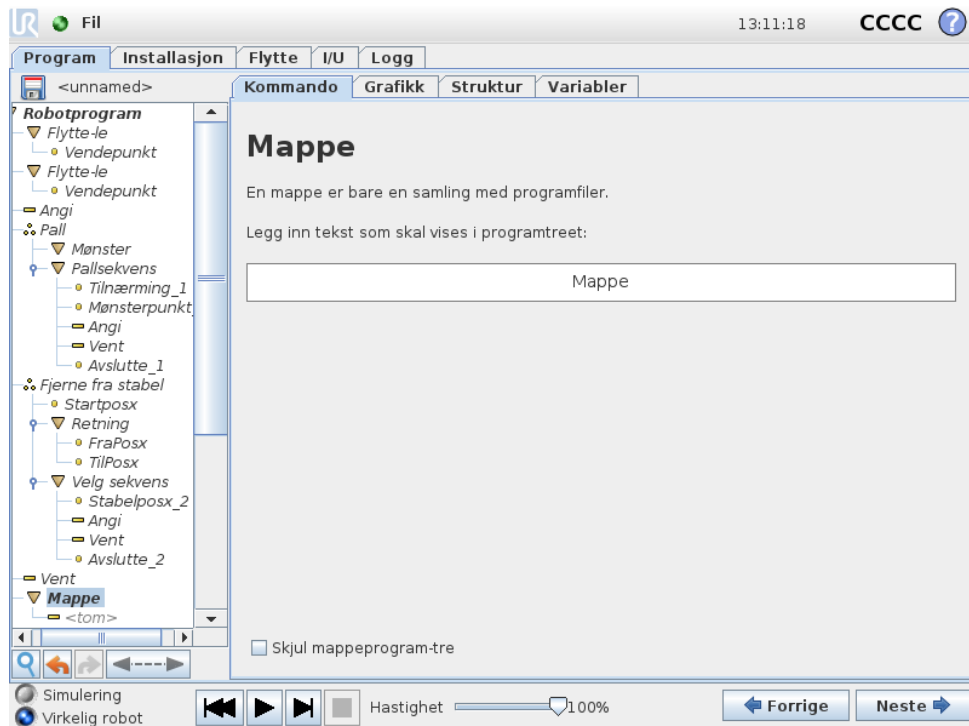 UR Fil 13:11:18 CCCC ?
Program Installasjon Flytte I/U Logg
<unnamed>
Kommando Grafikk Struktur Variabler
Robotprogram
Flytte-le
Vendepunkt
Flytte-le
Vendepunkt
Angi
Pall
Mønster
Pallsekvens
Tilnærming_1
Mønsterpunkt_
Angi
Vent
Avslutte_1
Fjerne fra stabel
Startposx
Retning
FraPosx
TilPosx
Velg sekvens
Stabelposx_2
Angi
Vent
Avslutte_2
Vent
Mappe
<tom>
Mappe
En mappe er bare en samling med programfiler.
Legg inn tekst som skal vises i programtreet:
Mappe
Skjul mappeprogram-tre
Simulering
Virkelig robot
Hastighet 100%
Forrige Neste